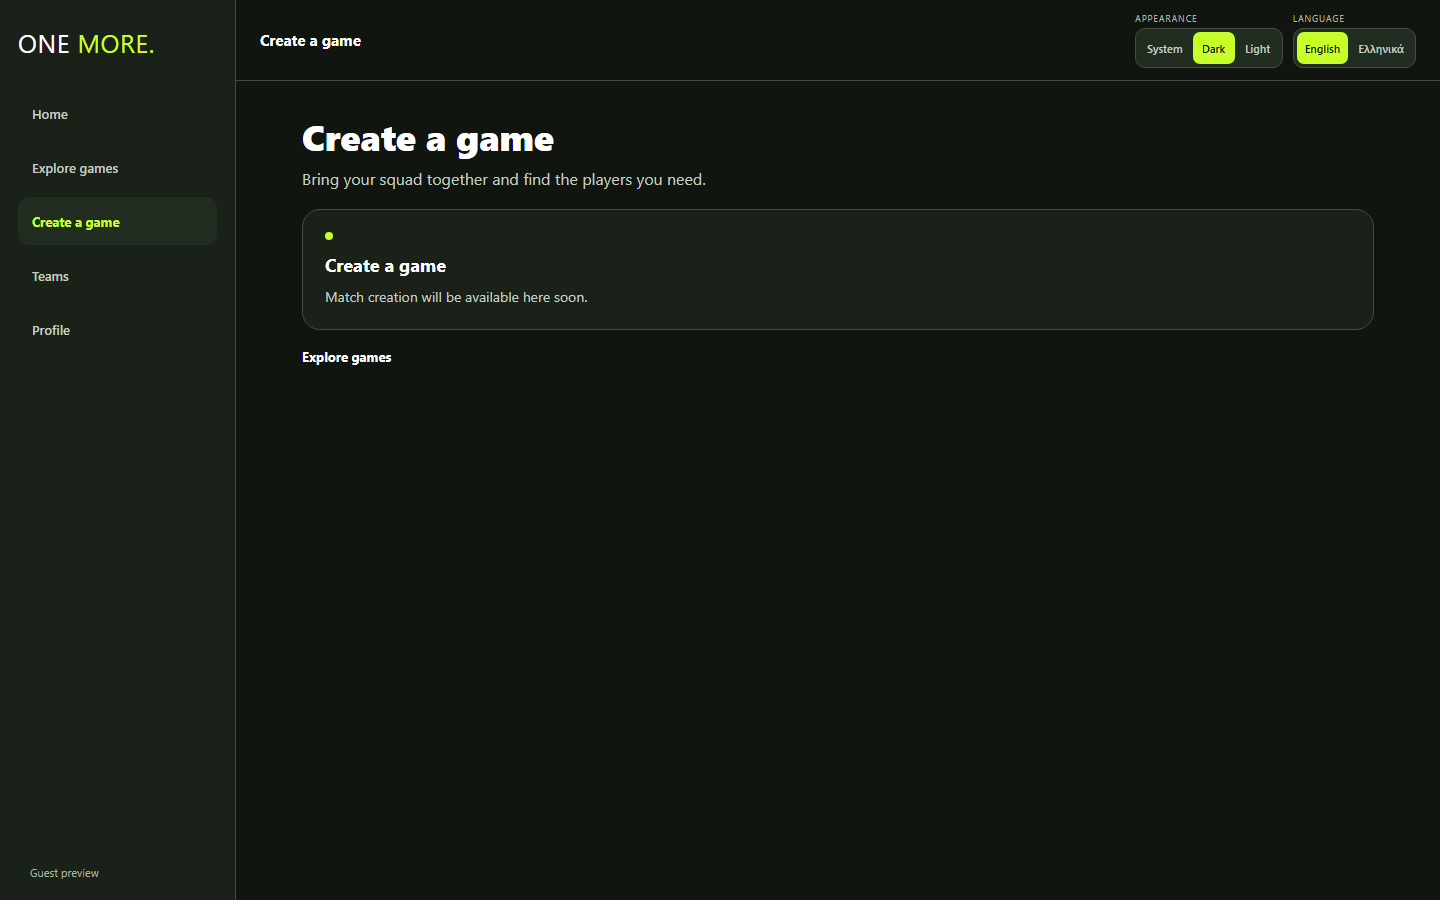 ONE MORE.
Home
Explore games
Create a game
Teams
Profile
Guest preview
Create a game
APPEARANCE
System Dark Light
LANGUAGE
English Ελληνικά
Create a game
Bring your squad together and find the players you need.
Create a game
Match creation will be available here soon.
Explore games